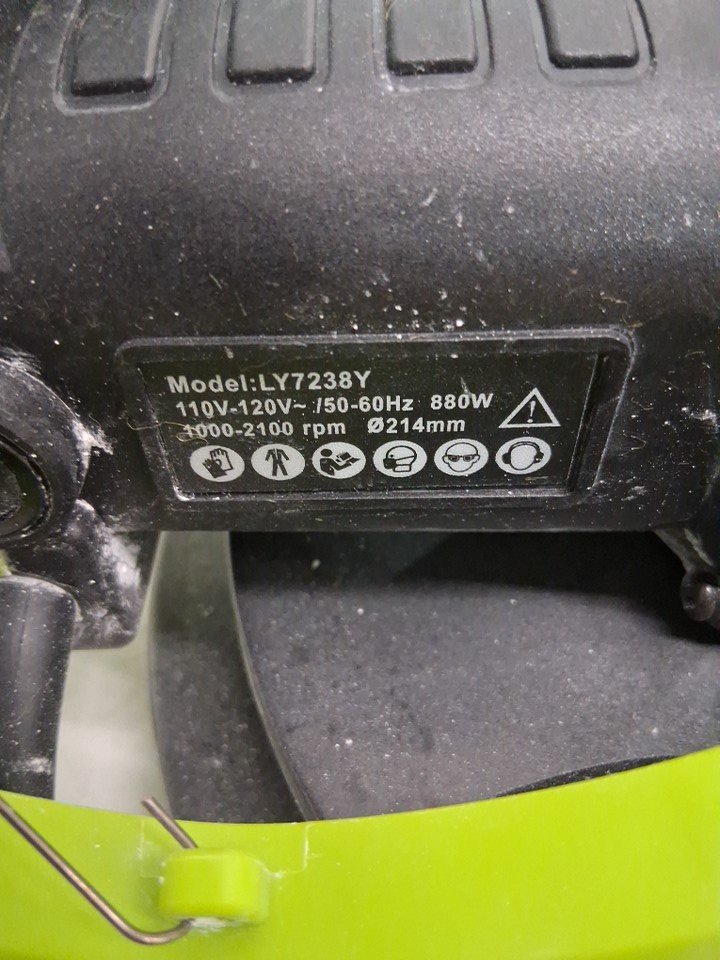 Model:LY7238Y
110V-120V~ /50-60Hz 880W
1000-2100 rpm Ø214mm